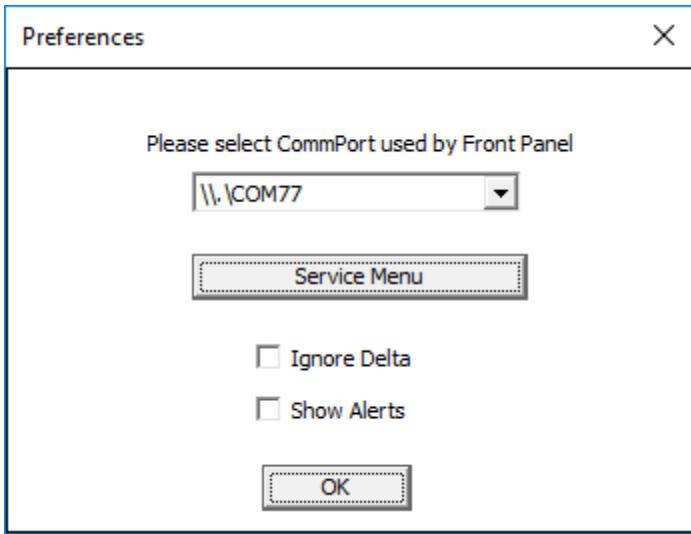 Preferences
Please select CommPort used by Front Panel
\\.\COM77
Service Menu
Ignore Delta
Show Alerts
OK